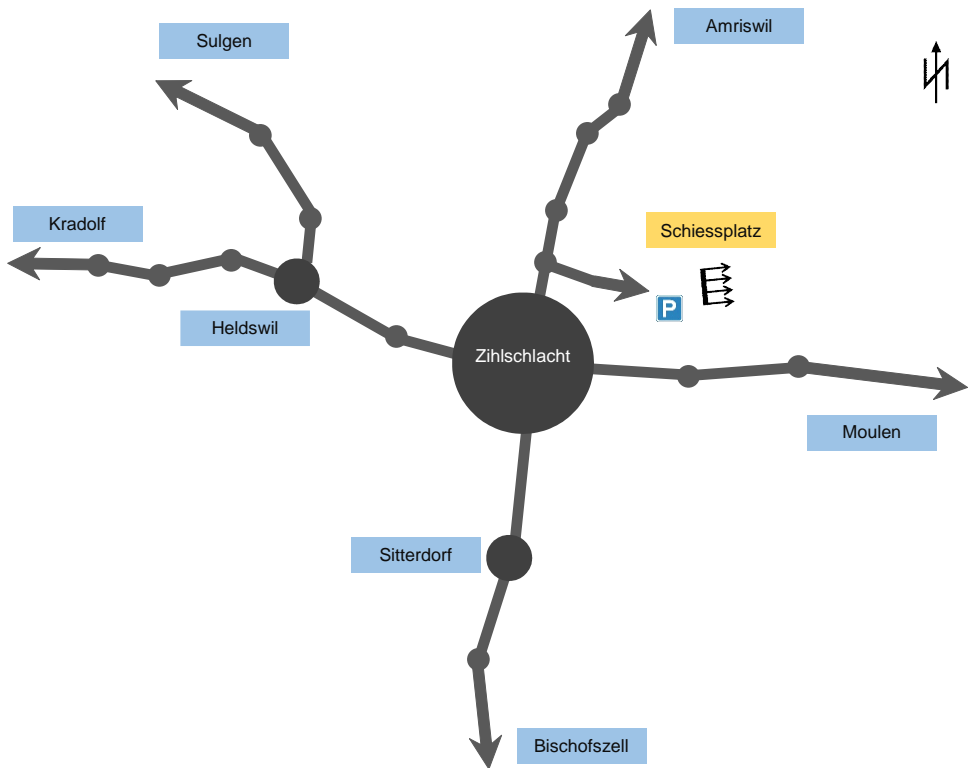 Amriswil
Sulgen
Kradolf
Schiessplatz
P
Heldswil
Zihlschlacht
Moulen
Sitterdorf
Bischofszell